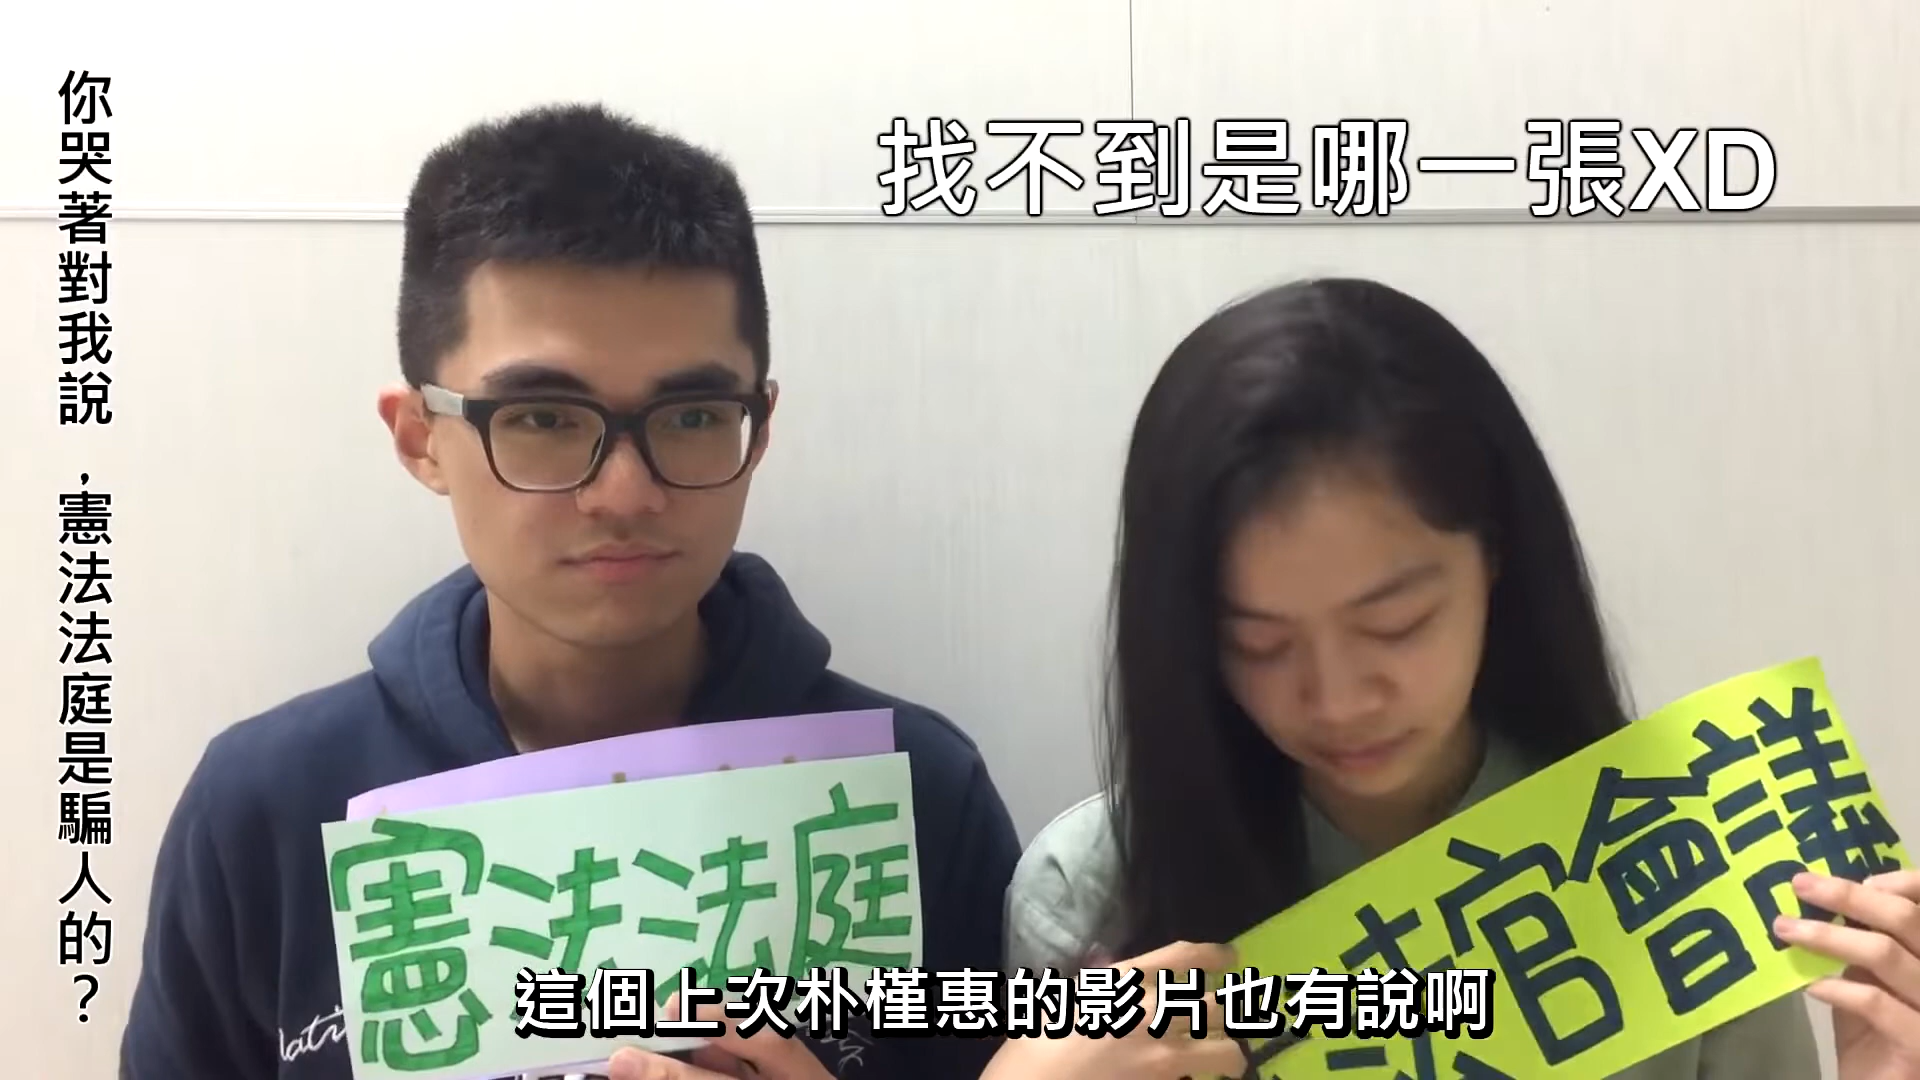 你哭著對我說，憲法法庭是騙人的？
找不到是哪一張XD
憲法法庭
法官會議
這個上次朴槿惠的影片也有說啊